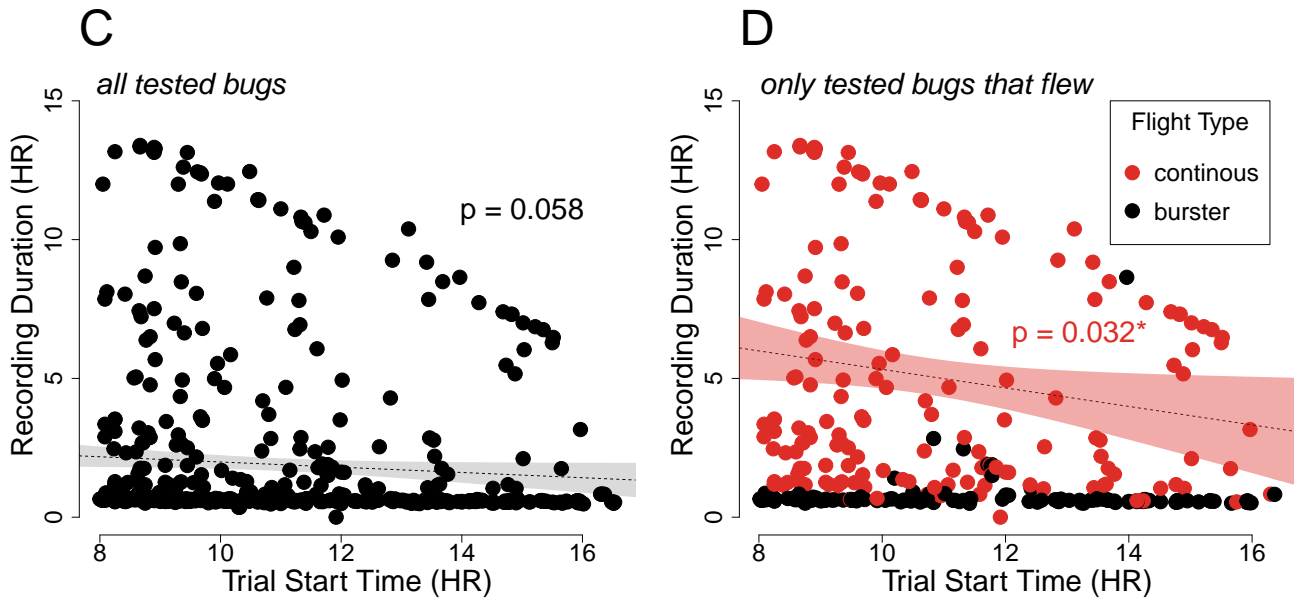 C
all tested bugs
15
10
5
0
Recording Duration (HR)
p = 0.058
8
10
12
14
16
Trial Start Time (HR)
D
only tested bugs that flew
15
10
5
0
Recording Duration (HR)
Flight Type
continous
burster
p = 0.032*
8
10
12
14
16
Trial Start Time (HR)